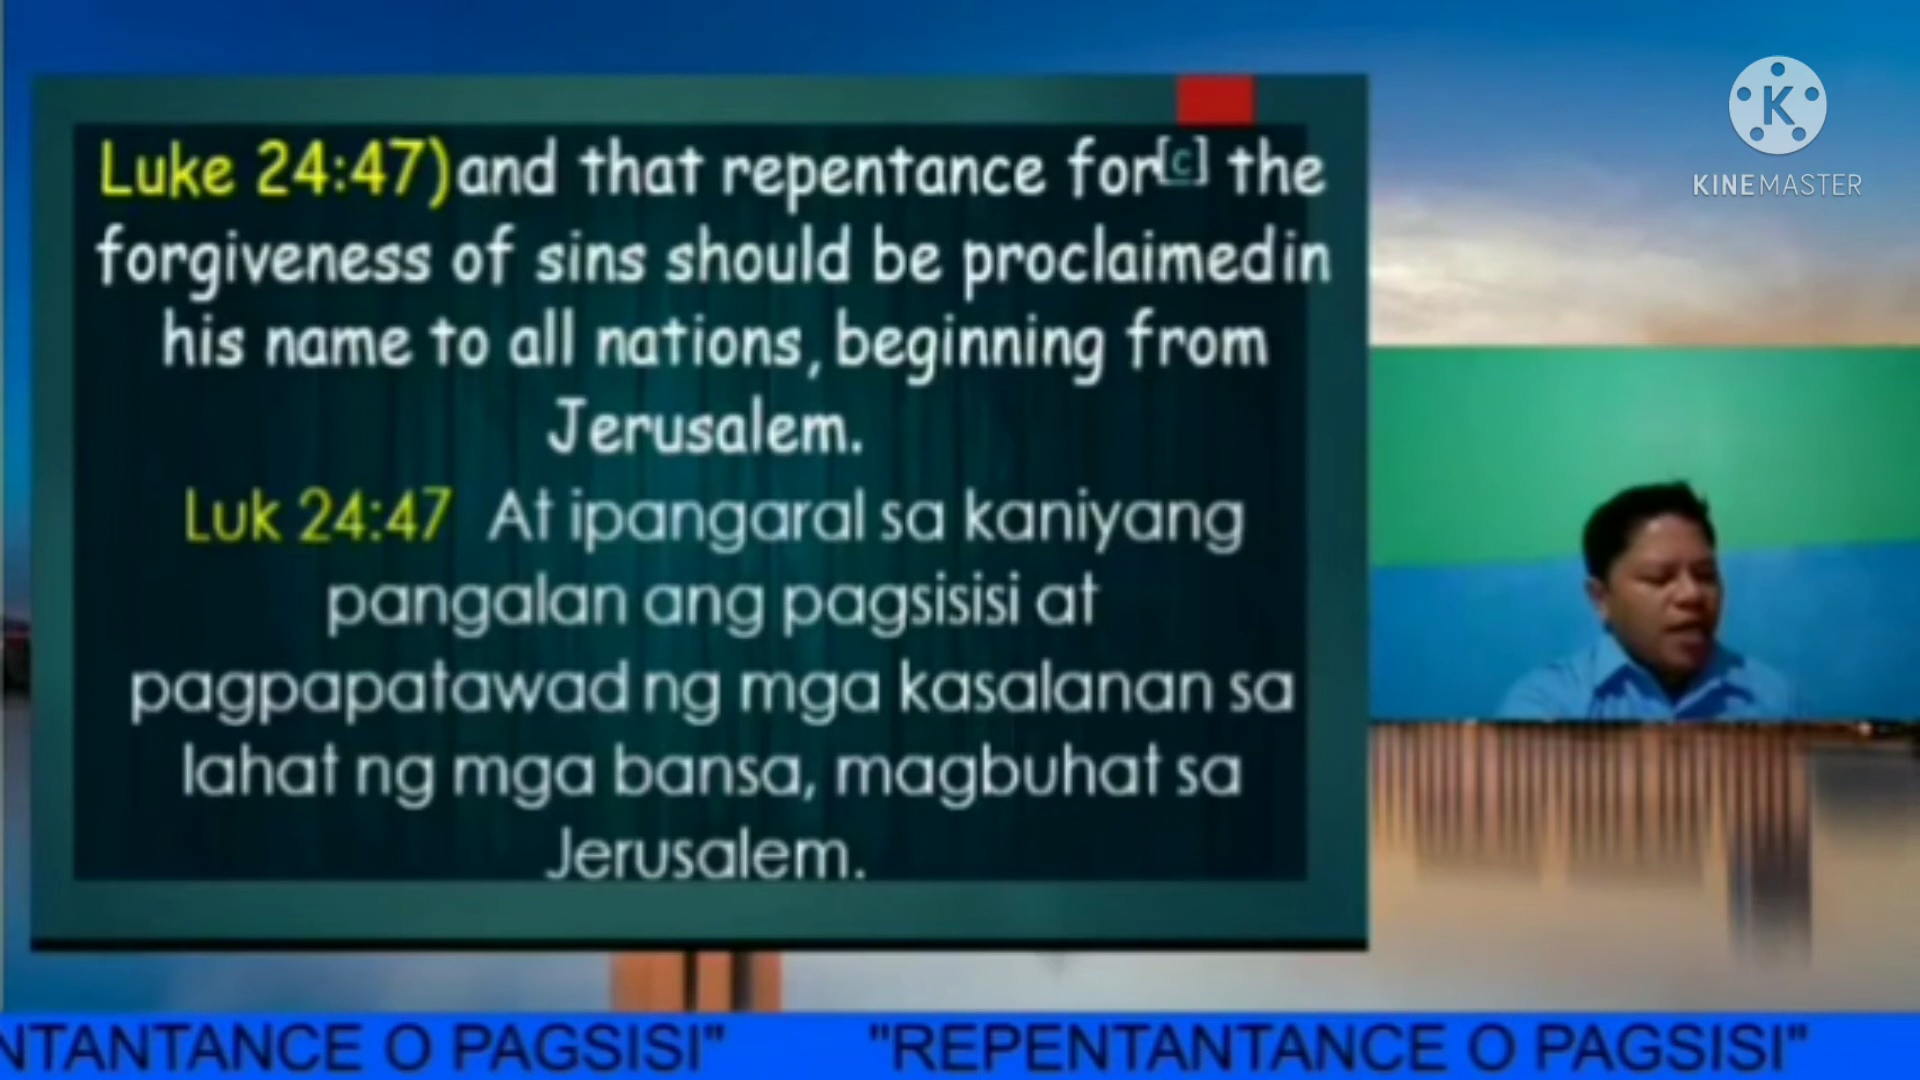 Luke 24:47) and that repentance for[c] the
forgiveness of sins should be proclaimed in
his name to all nations, beginning from
Jerusalem.
Luk 24:47 At ipangaral sa kaniyang
pangalan ang pagsisisi at
pagpapatawad ng mga kasalanan sa
lahat ng mga bansa, magbuhat sa
Jerusalem.
K
KINEMASTER
NTANTANCE O PAGSISI" "REPENTANTANCE O PAGSISI"